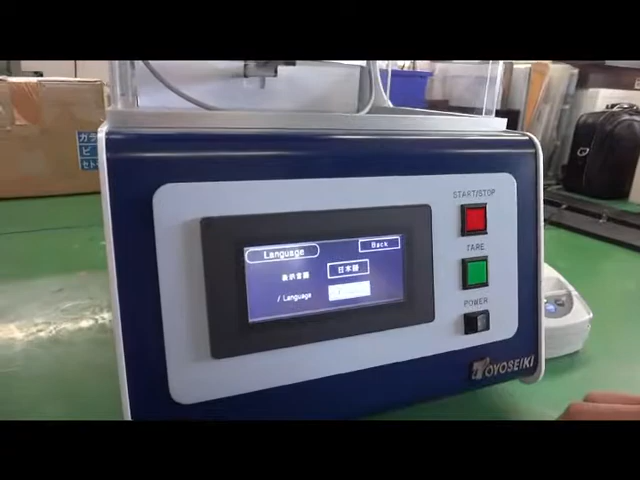 START/STOP
Language
Back
TARE
表示言語
日本語
/ Language
POWER
TOYOSEIKI